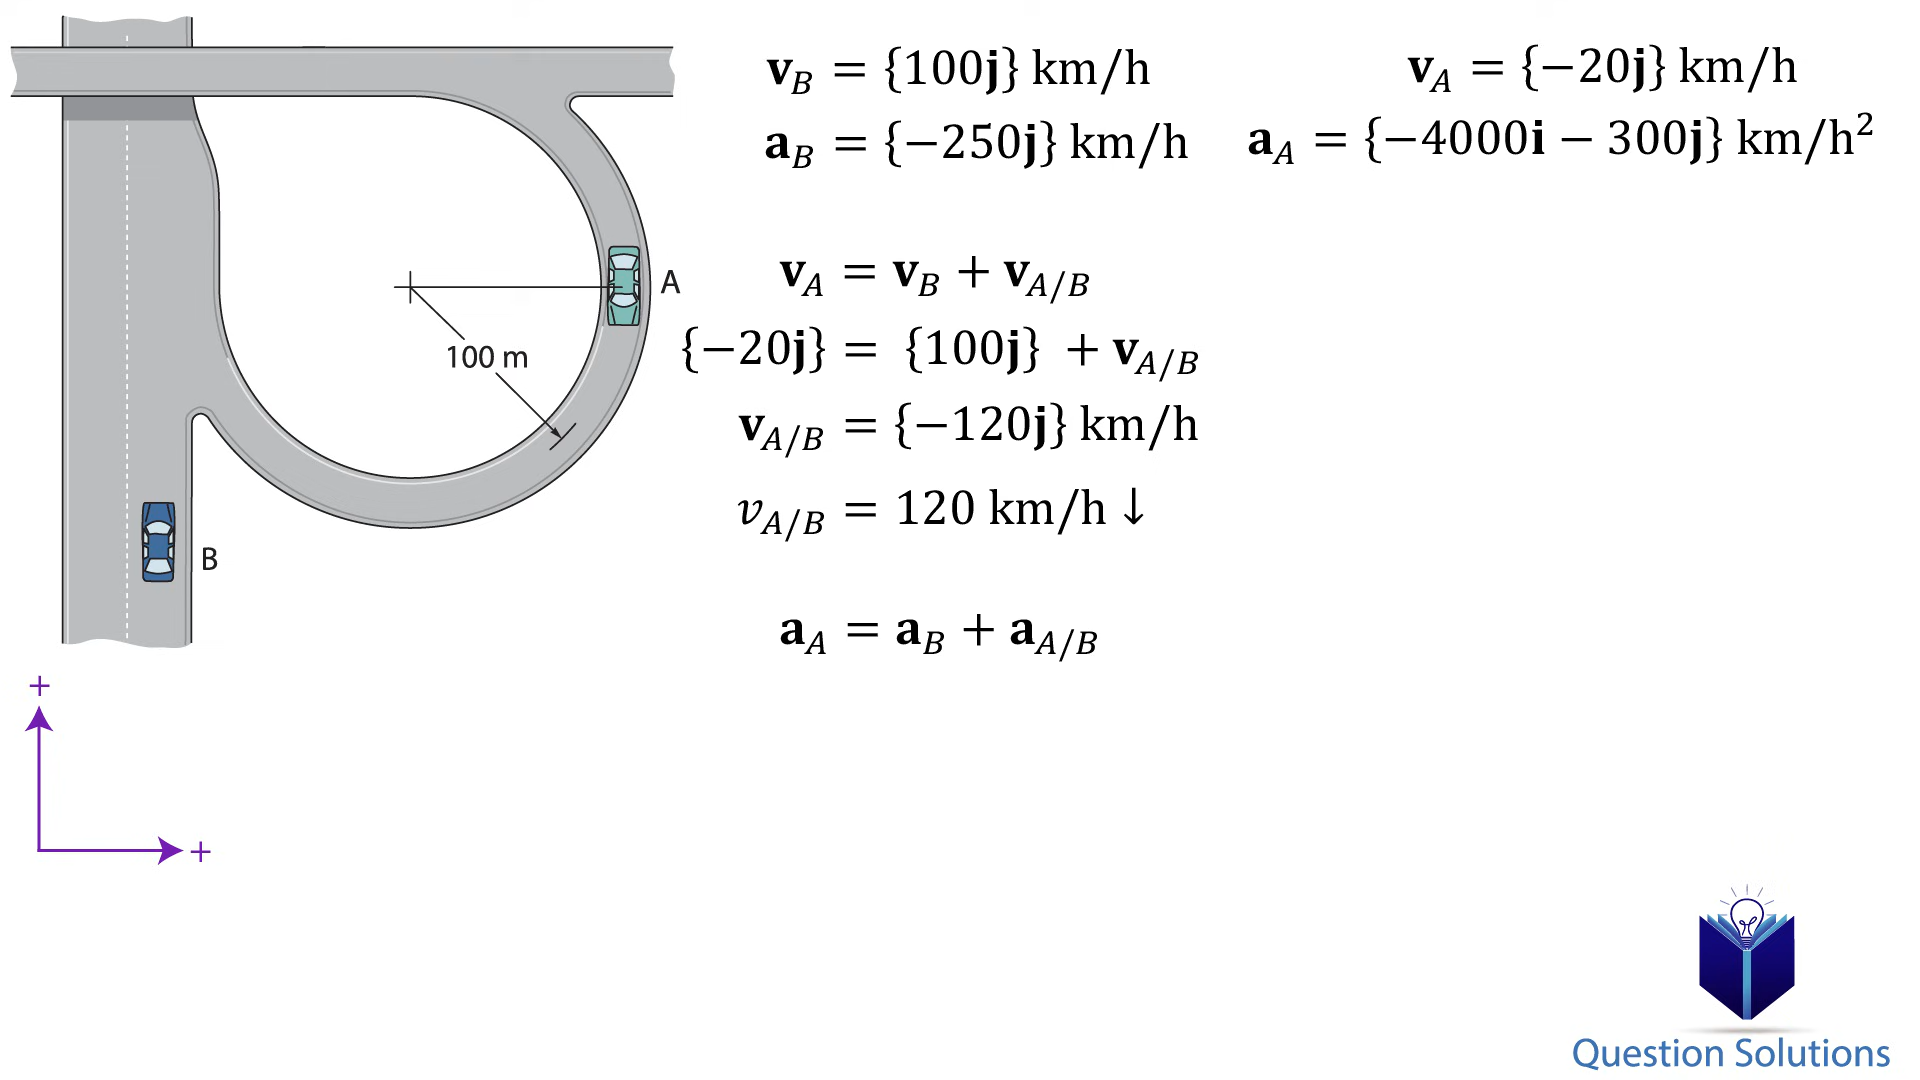 𝐯_B = {100𝐣} km/h
𝐚_B = {−250𝐣} km/h
𝐯_A = {−20𝐣} km/h
𝐚_A = {−4000𝐢 − 300𝐣} km/h²
𝐯_A = 𝐯_B + 𝐯_A/B
{−20𝐣} = {100𝐣} + 𝐯_A/B
𝐯_A/B = {−120𝐣} km/h
𝑣_A/B = 120 km/h ↓
𝐚_A = 𝐚_B + 𝐚_A/B
A
100 m
B
+
+
Question Solutions